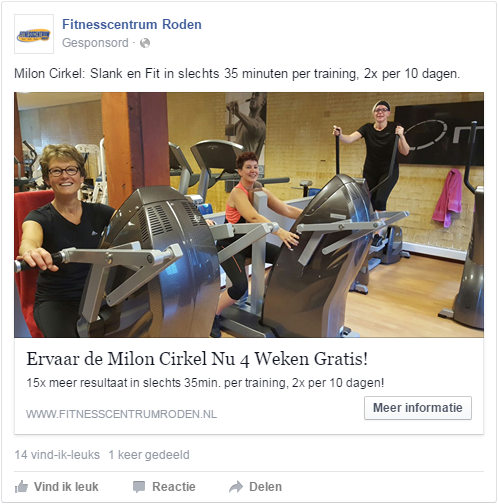 Fitnesscentrum Roden
Gesponsord ·
Milon Cirkel: Slank en Fit in slechts 35 minuten per training, 2x per 10 dagen.
Ervaar de Milon Cirkel Nu 4 Weken Gratis!
15x meer resultaat in slechts 35min. per training, 2x per 10 dagen!
WWW.FITNESSCENTRUMRODEN.NL
Meer informatie
14 vind-ik-leuks 1 keer gedeeld
Vind ik leuk Reactie Delen